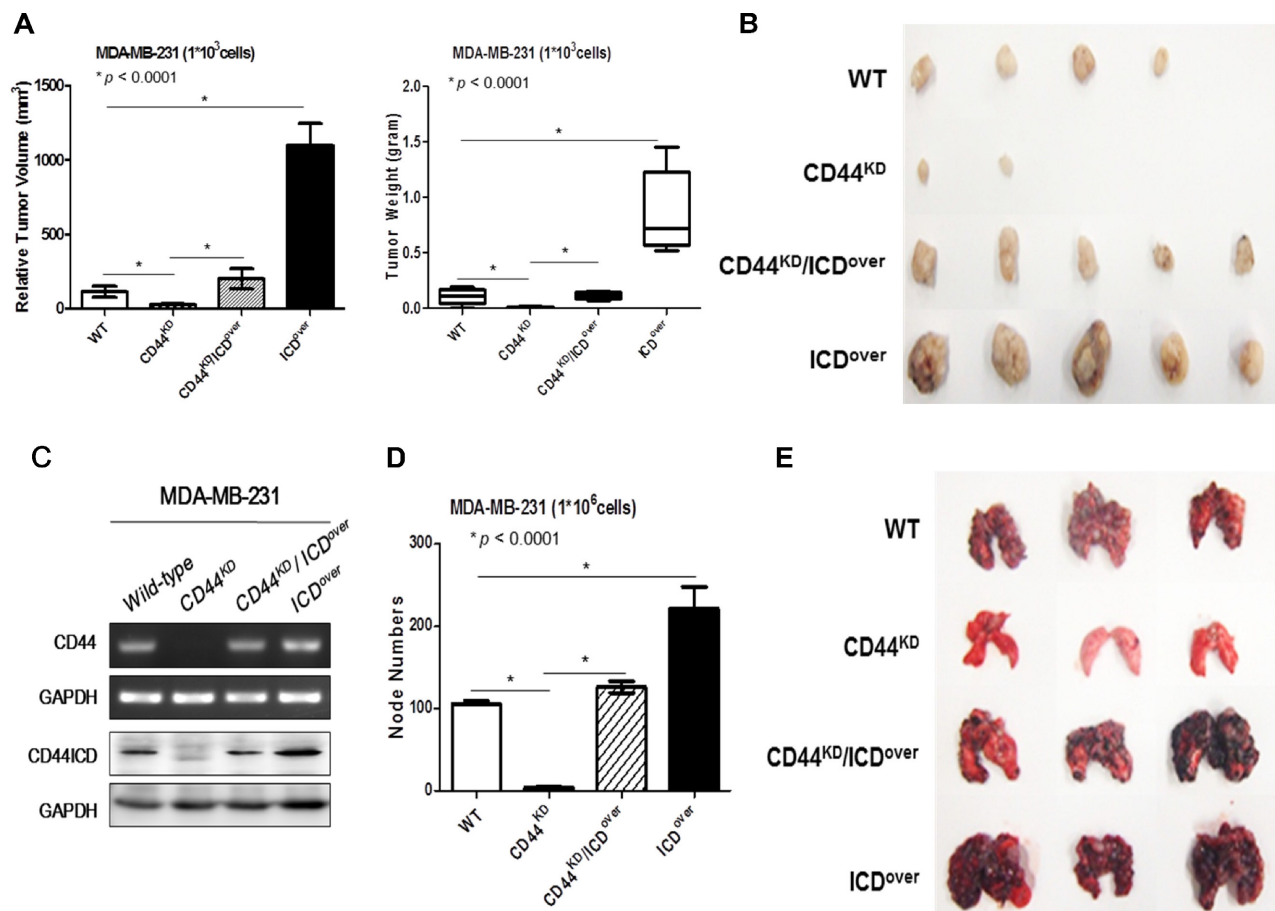 A
MDA-MB-231 (1*10³cells)
* p < 0.0001
Relative Tumor Volume (mm³)
1500
1000
500
0
*
*
*
WT
CD44ᴷᴰ
CD44ᴷᴰ/ICDᵒᵛᵉʳ
ICDᵒᵛᵉʳ
MDA-MB-231 (1*10³cells)
* p < 0.0001
Tumor Weight (gram)
2.0
1.5
1.0
0.5
0.0
*
*
*
WT
CD44ᴷᴰ
CD44ᴷᴰ/ICDᵒᵛᵉʳ
ICDᵒᵛᵉʳ
B
WT
CD44ᴷᴰ
CD44ᴷᴰ/ICDᵒᵛᵉʳ
ICDᵒᵛᵉʳ
C
MDA-MB-231
Wild-type
CD44ᴷᴰ
CD44ᴷᴰ / ICDᵒᵛᵉʳ
ICDᵒᵛᵉʳ
CD44
GAPDH
CD44ICD
GAPDH
D
MDA-MB-231 (1*10⁶cells)
* p < 0.0001
Node Numbers
300
200
100
0
*
*
*
WT
CD44ᴷᴰ
CD44ᴷᴰ/ICDᵒᵛᵉʳ
ICDᵒᵛᵉʳ
E
WT
CD44ᴷᴰ
CD44ᴷᴰ/ICDᵒᵛᵉʳ
ICDᵒᵛᵉʳ